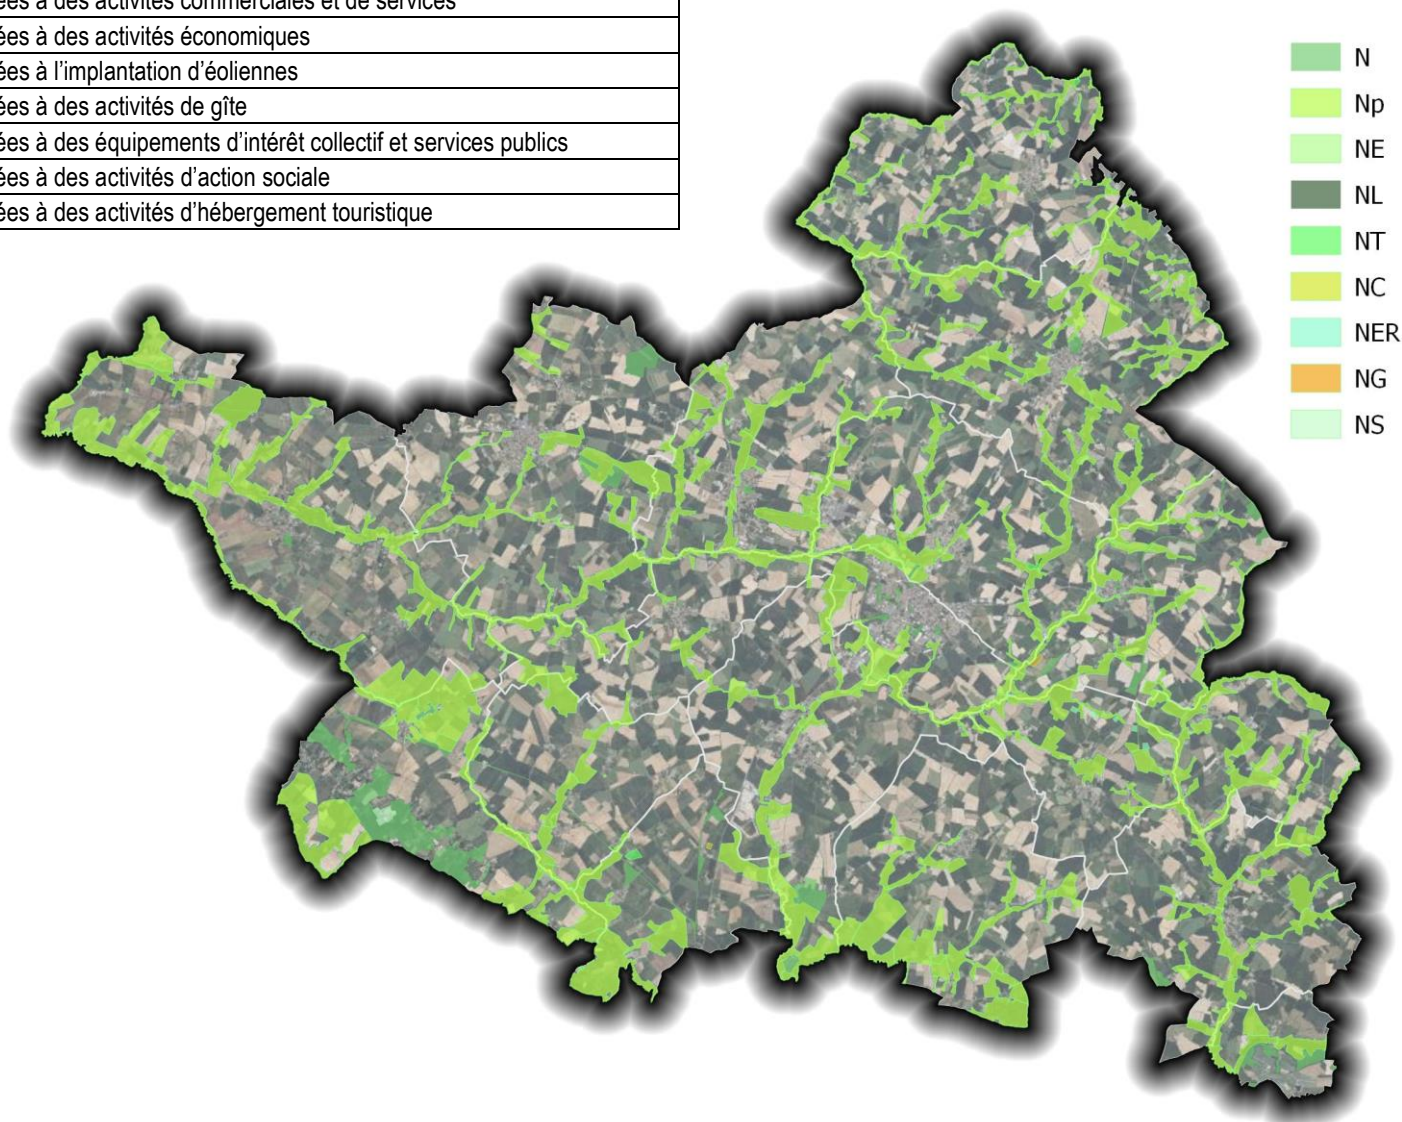 ées à des activités commerciales et de services
ées à des activités économiques
ées à l'implantation d'éoliennes
ées à des activités de gîte
ées à des équipements d'intérêt collectif et services publics
ées à des activités d'action sociale
ées à des activités d'hébergement touristique
N
Np
NE
NL
NT
NC
NER
NG
NS